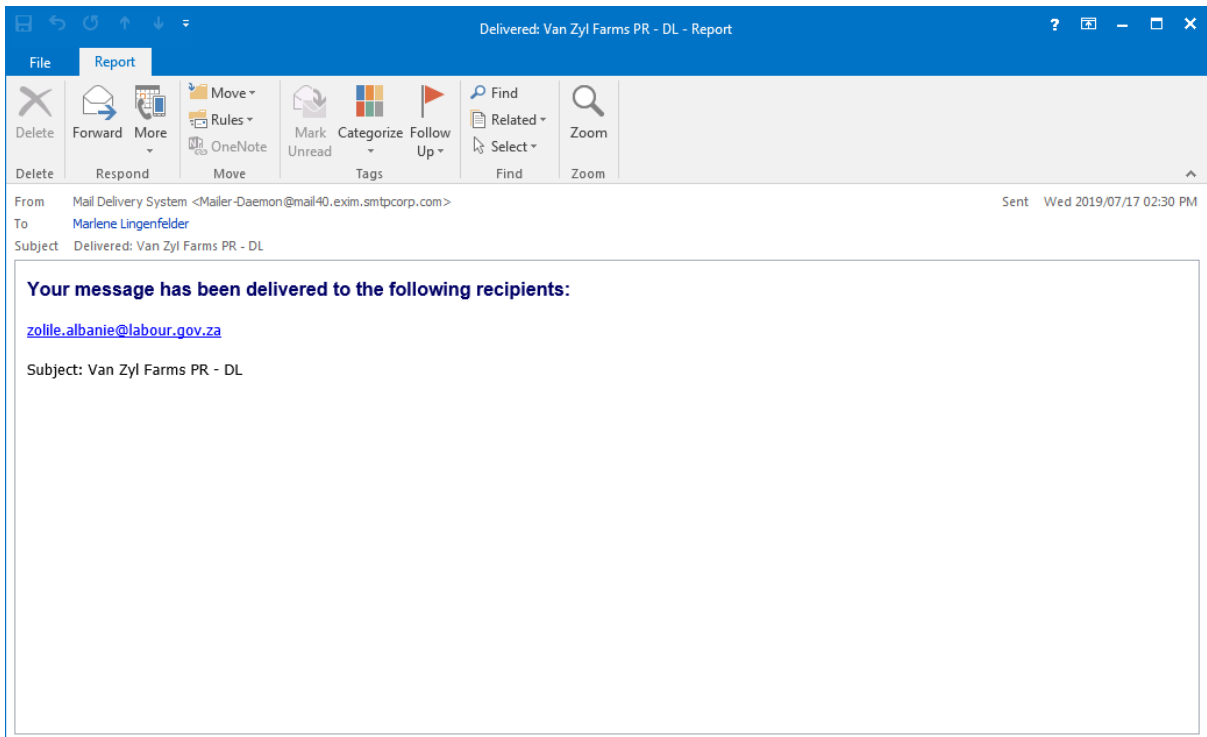 Delivered: Van Zyl Farms PR - DL - Report
File Report
Delete Forward More Move Rules OneNote Mark Unread Categorize Follow Up Find Related Select Zoom
Delete Respond Move Tags Find Zoom
From Mail Delivery System <Mailer-Daemon@mail40.exim.smtpcorp.com> Sent Wed 2019/07/17 02:30 PM
To Marlene Lingenfelder
Subject Delivered: Van Zyl Farms PR - DL
Your message has been delivered to the following recipients:
zolile.albanie@labour.gov.za
Subject: Van Zyl Farms PR - DL